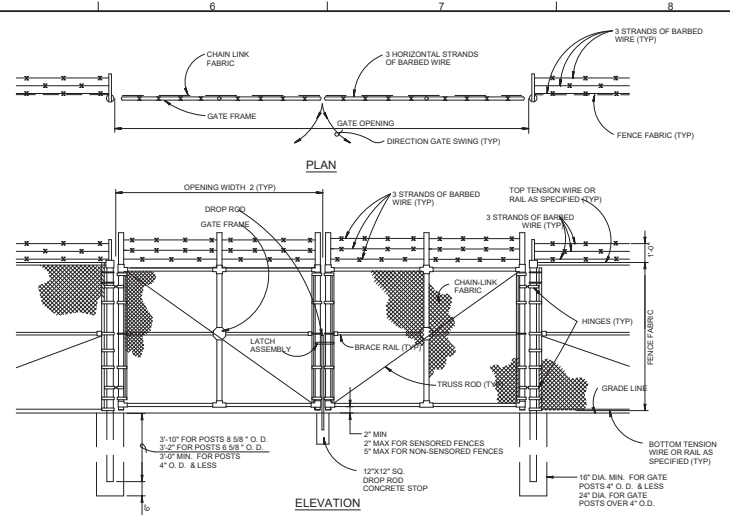 6
7
8
CHAIN LINK
FABRIC
3 HORIZONTAL STRANDS
OF BARBED WIRE
3 STRANDS OF BARBED
WIRE (TYP)
GATE FRAME
GATE OPENING
DIRECTION GATE SWING (TYP)
FENCE FABRIC (TYP)
PLAN
OPENING WIDTH 2 (TYP)
DROP ROD
GATE FRAME
3 STRANDS OF BARBED
WIRE (TYP)
TOP TENSION WIRE OR
RAIL AS SPECIFIED (TYP)
3 STRANDS OF BARBED
WIRE (TYP)
1'-0"
CHAIN-LINK
FABRIC
HINGES (TYP)
FENCE FABRIC
LATCH
ASSEMBLY
BRACE RAIL (TYP)
TRUSS ROD (TYP)
GRADE LINE
3'-10" FOR POSTS 8 5/8 " O. D.
3'-2" FOR POSTS 6 5/8 " O. D.
3'-0" MIN. FOR POSTS
4" O. D. & LESS
2" MIN
2" MAX FOR SENSORED FENCES
5" MAX FOR NON-SENSORED FENCES
BOTTOM TENSION
WIRE OR RAIL AS
SPECIFIED (TYP)
12"X12" SQ.
DROP ROD
CONCRETE STOP
16" DIA. MIN. FOR GATE
POSTS 4" O. D. & LESS
24" DIA. FOR GATE
POSTS OVER 4" O.D.
ELEVATION